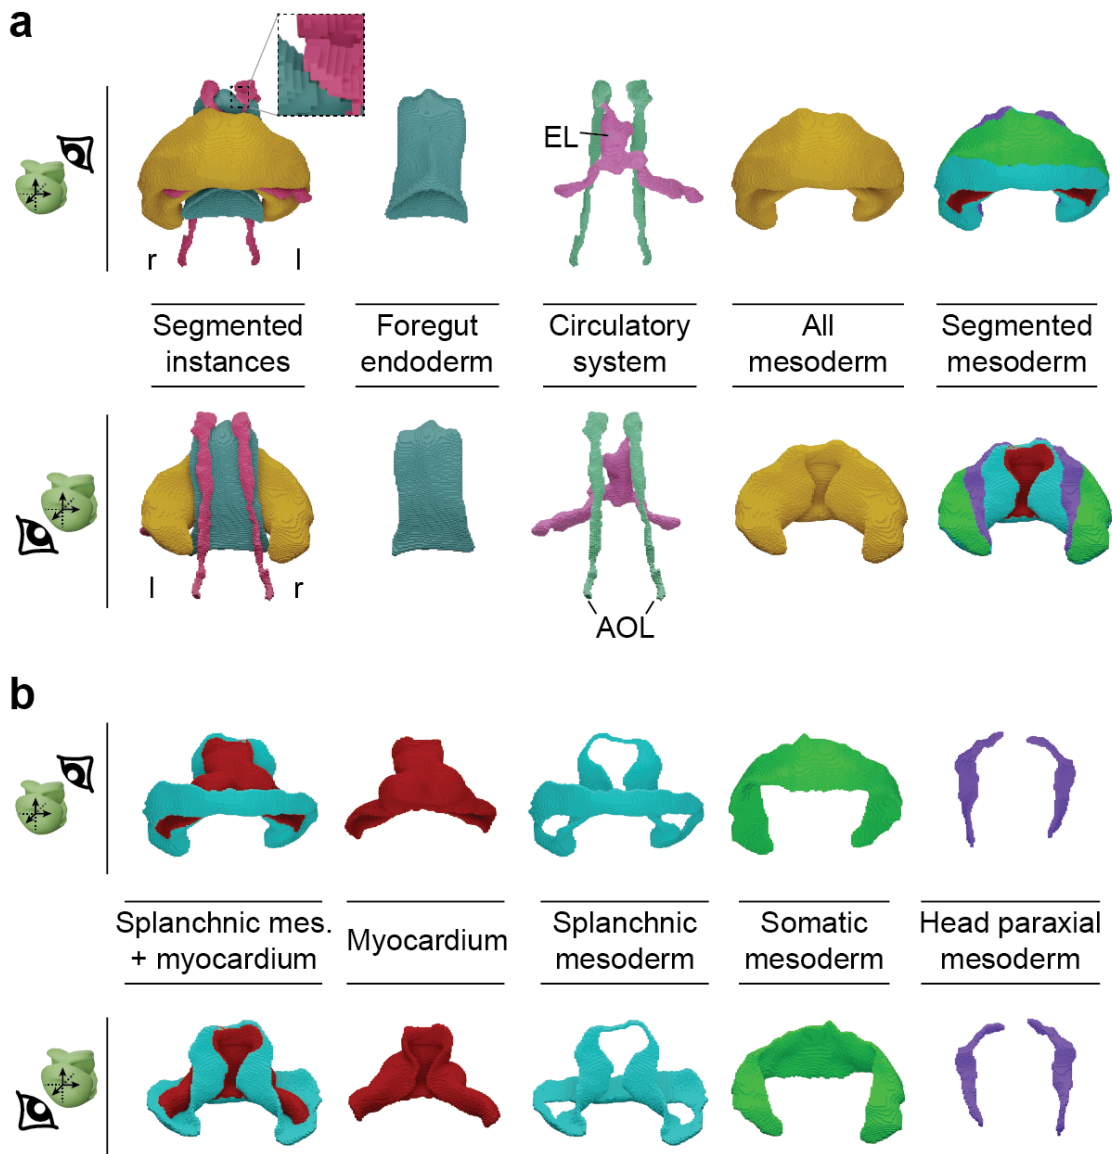 a
EL
r
l
Segmented
instances
Foregut
endoderm
Circulatory
system
All
mesoderm
Segmented
mesoderm
l
r
AOL
b
Splanchnic mes.
+ myocardium
Myocardium
Splanchnic
mesoderm
Somatic
mesoderm
Head paraxial
mesoderm